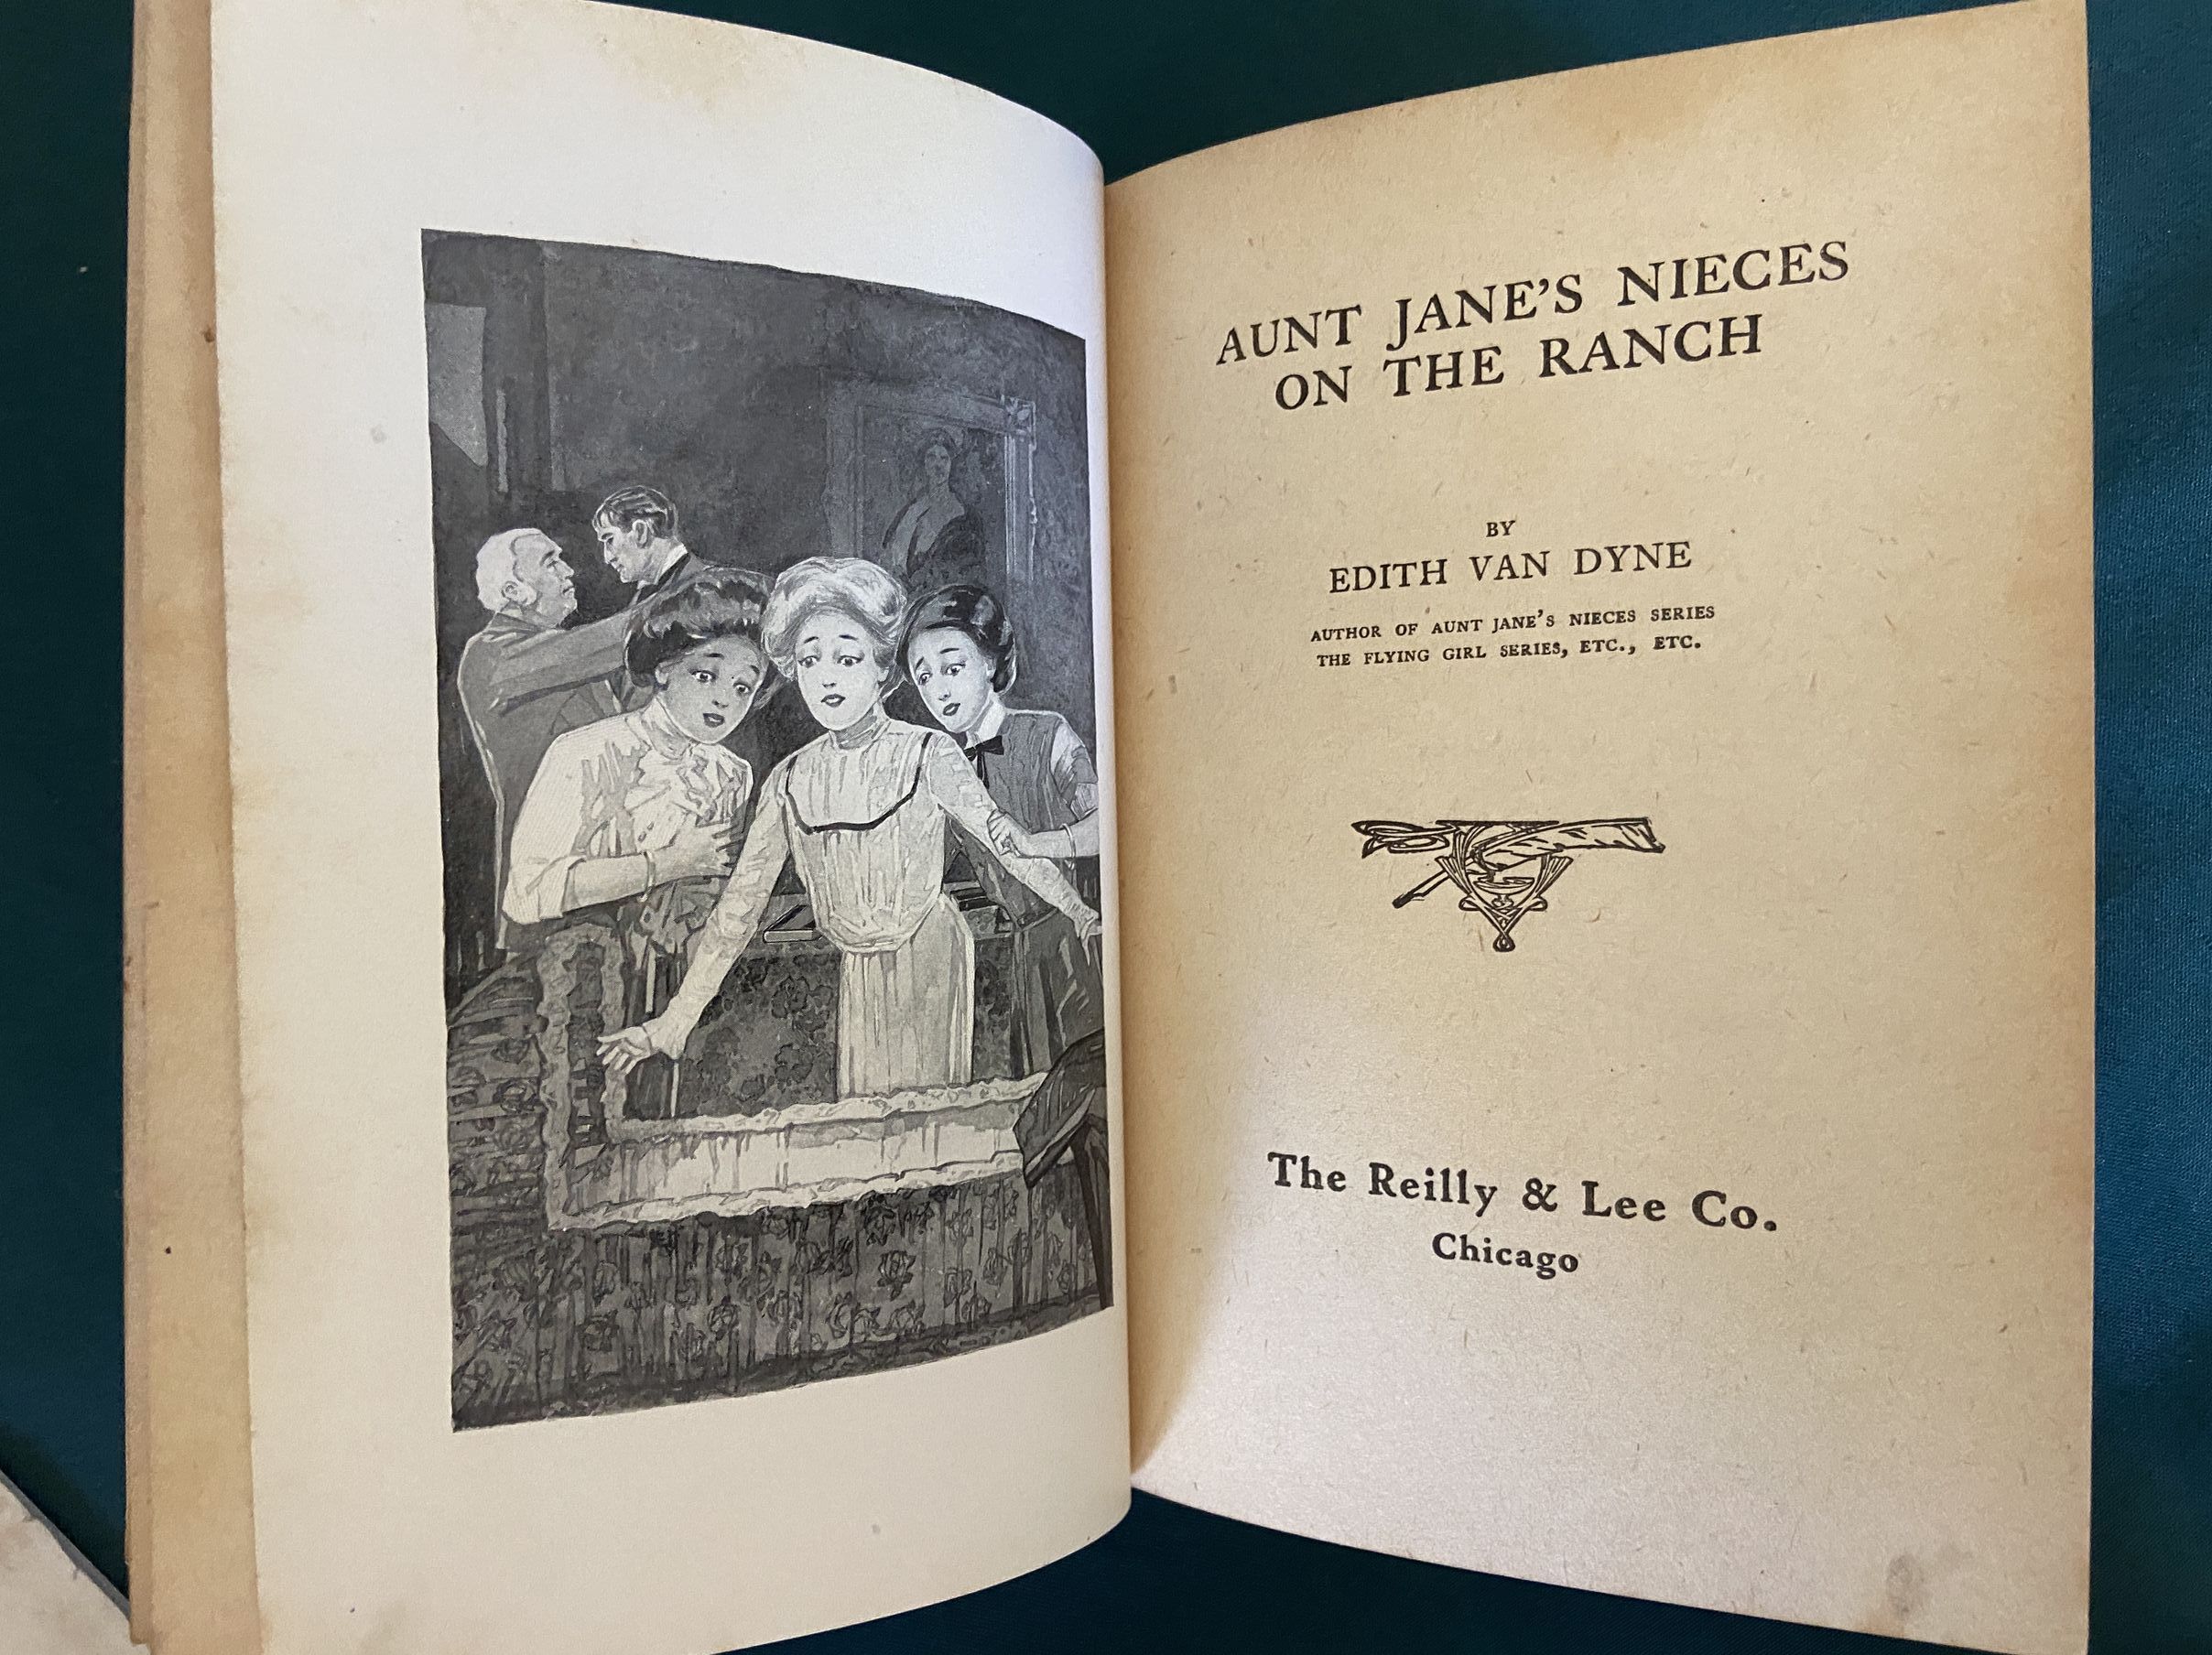 AUNT JANE'S NIECES
ON THE RANCH
BY
EDITH VAN DYNE
AUTHOR OF AUNT JANE'S NIECES SERIES
THE FLYING GIRL SERIES, ETC., ETC.
The Reilly & Lee Co.
Chicago